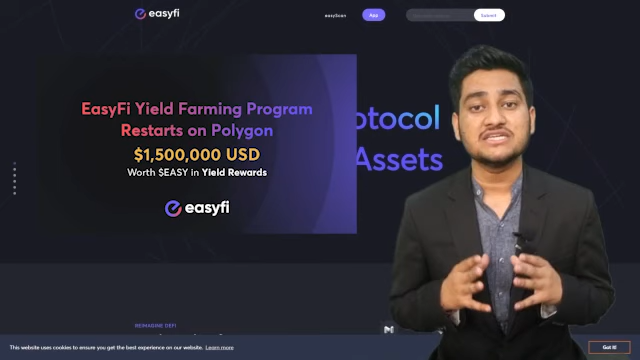 easyfi
easyScan
App
Submit
EasyFi Yield Farming Program
Restarts on Polygon
$1,500,000 USD
Worth $EASY in Yield Rewards
easyfi
otocol
Assets
REIMAGING DEFI
This website uses cookies to ensure you get the best experience on our website. Learn more
Got it!